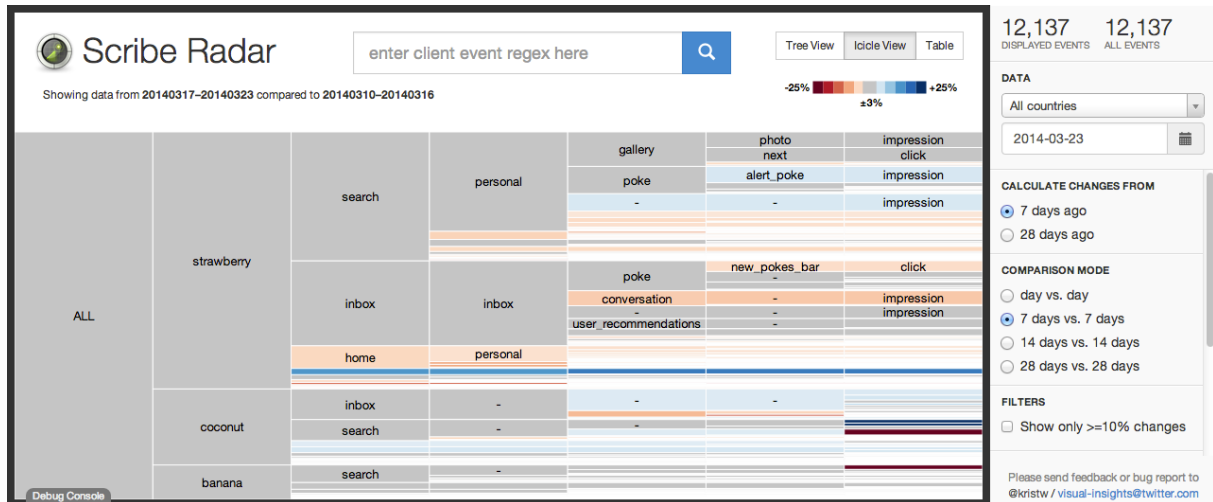 Scribe Radar
enter client event regex here
Tree View
Icicle View
Table
Showing data from 20140317–20140323 compared to 20140310–20140316
-25%
+25%
±3%
ALL
strawberry
coconut
banana
search
inbox
home
inbox
search
search
personal
inbox
personal
-
-
-
gallery
poke
-
poke
conversation
-
user_recommendations
-
-
photo
next
alert_poke
-
new_pokes_bar
-
-
-
-
-
impression
click
impression
impression
click
impression
impression
Debug Console
12,137
DISPLAYED EVENTS
12,137
ALL EVENTS
DATA
All countries
2014-03-23
CALCULATE CHANGES FROM
7 days ago
28 days ago
COMPARISON MODE
day vs. day
7 days vs. 7 days
14 days vs. 14 days
28 days vs. 28 days
FILTERS
Show only >=10% changes
Please send feedback or bug report to
@kristw / visual-insights@twitter.com